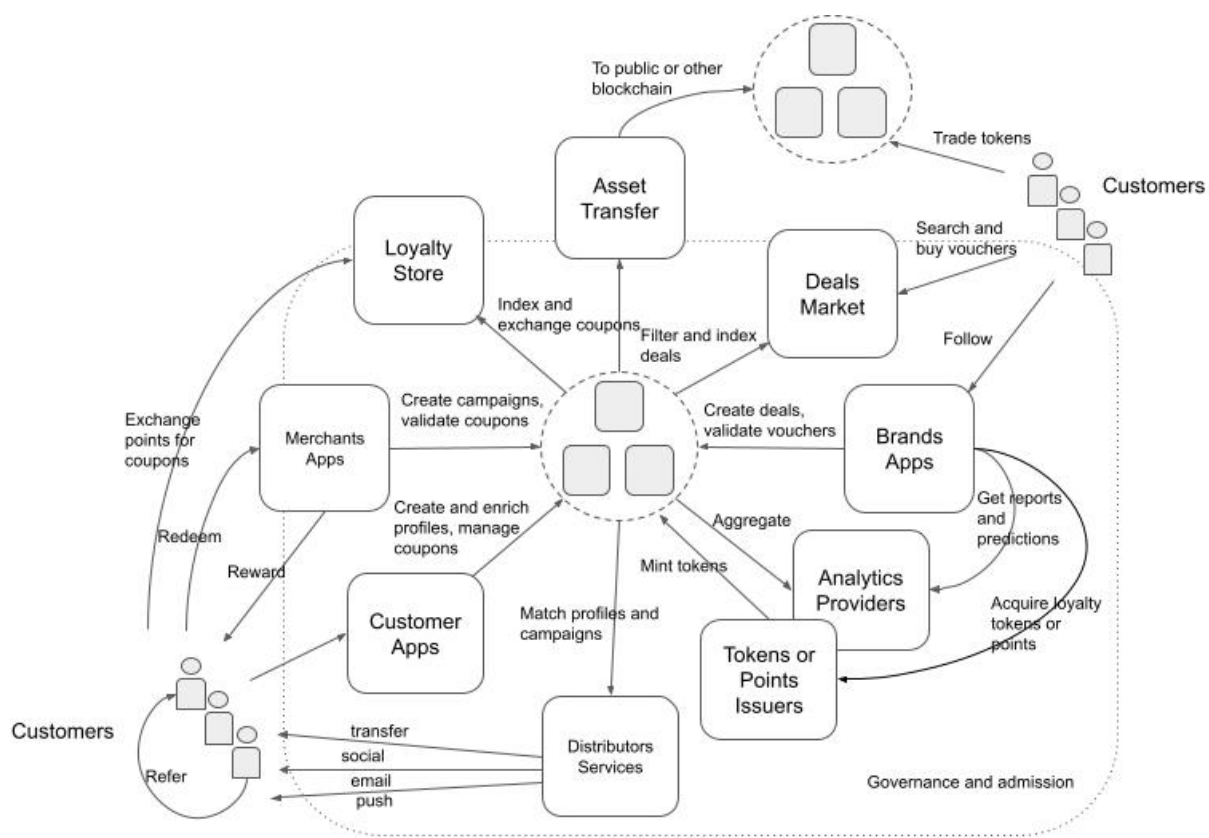 To public or other
blockchain
Trade tokens
Customers
Asset
Transfer
Loyalty
Store
Search and
buy vouchers
Deals
Market
Index and
exchange coupons
Filter and index
deals
Follow
Exchange
points for
coupons
Merchants
Apps
Create campaigns,
validate coupons
Create deals,
validate vouchers
Brands
Apps
Redeem
Create and enrich
profiles, manage
coupons
Aggregate
Get reports
and
predictions
Reward
Mint tokens
Analytics
Providers
Customer
Apps
Match profiles and
campaigns
Acquire loyalty
tokens or
points
Tokens or
Points
Issuers
Customers
Refer
transfer
social
email
push
Distributors
Services
Governance and admission